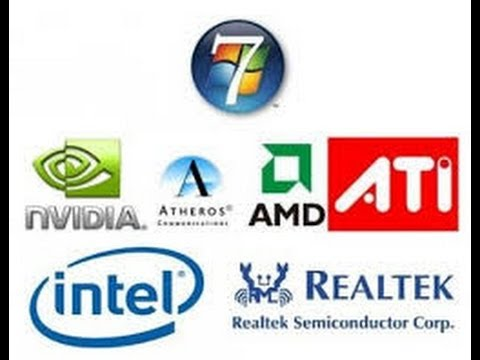 7
NVIDIA.
ATHEROS®
COMMUNICATIONS
AMD
ATi
intel
REALTEK
Realtek Semiconductor Corp.